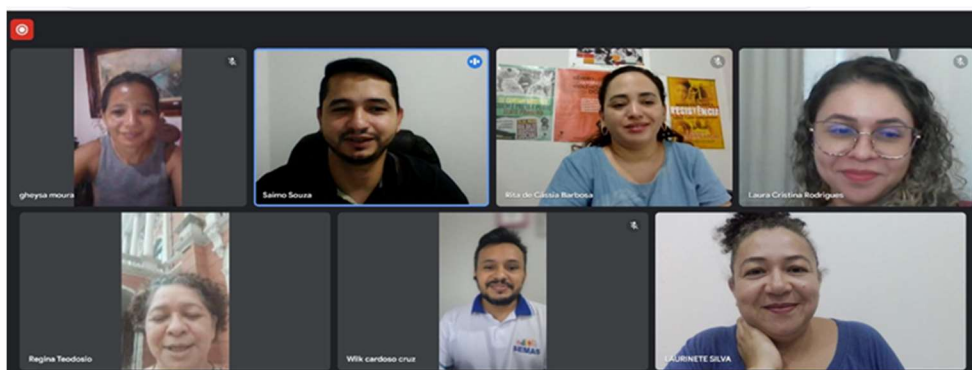 gheysa moura
Saimo Souza
Rita de Cássia Barbosa
Laura Cristina Rodrigues
RESISTÊNCIA
Regina Teodosio
Wilk cardoso cruz
SEMAS
LAURINETE SILVA